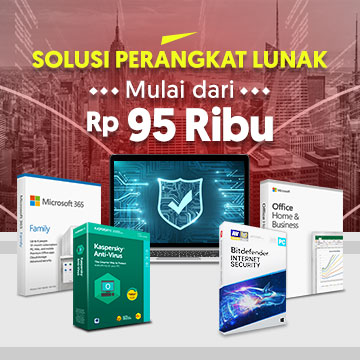 SOLUSI PERANGKAT LUNAK
Mulai dari
Rp 95 Ribu
Microsoft 365
Family
Kaspersky
Anti-Virus
Bitdefender
INTERNET
SECURITY
PC
Microsoft
Office
Home &
Business